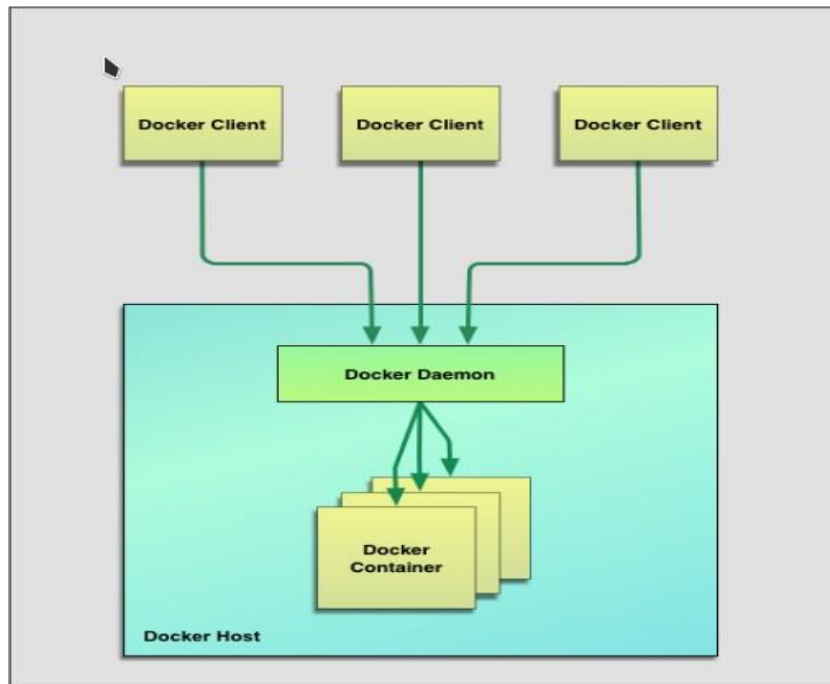 Docker Client
Docker Client
Docker Client
Docker Daemon
Docker
Container
Docker Host